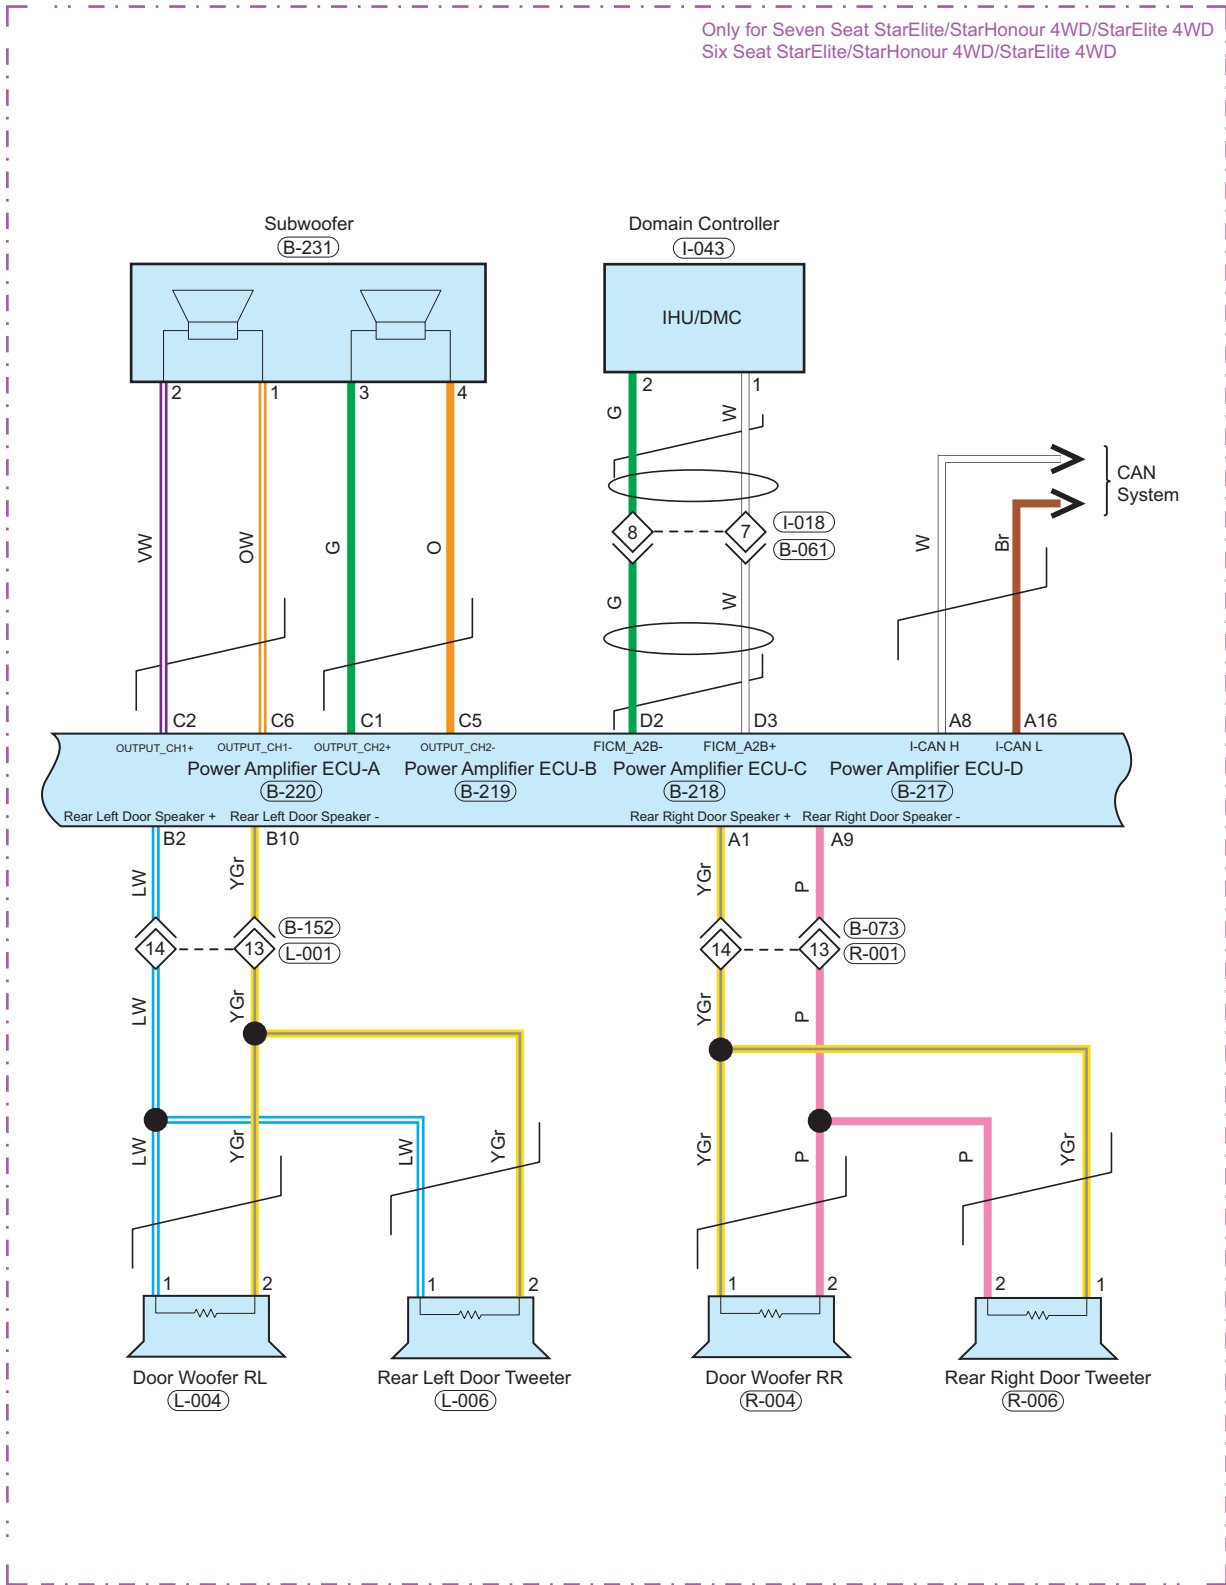 Only for Seven Seat StarElite/StarHonour 4WD/StarElite 4WD
Six Seat StarElite/StarHonour 4WD/StarElite 4WD
Subwoofer
B-231
Domain Controller
I-043
IHU/DMC
2
1
3
4
2
1
G
W
8
7
I-018
B-061
CAN
System
VW
OW
G
O
W
Br
G
W
C2
C6
C1
C5
D2
D3
A8
A16
OUTPUT_CH1+
OUTPUT_CH1-
OUTPUT_CH2+
OUTPUT_CH2-
FICM_A2B-
FICM_A2B+
I-CAN H
I-CAN L
Power Amplifier ECU-A
Power Amplifier ECU-B
Power Amplifier ECU-C
Power Amplifier ECU-D
B-220
B-219
B-218
B-217
Rear Left Door Speaker +
Rear Left Door Speaker -
Rear Right Door Speaker +
Rear Right Door Speaker -
B2
B10
A1
A9
LW
YGr
YGr
P
14
13
B-152
L-001
14
13
B-073
R-001
LW
YGr
YGr
P
LW
YGr
LW
YGr
YGr
P
P
YGr
1
2
1
2
1
2
2
1
Door Woofer RL
L-004
Rear Left Door Tweeter
L-006
Door Woofer RR
R-004
Rear Right Door Tweeter
R-006